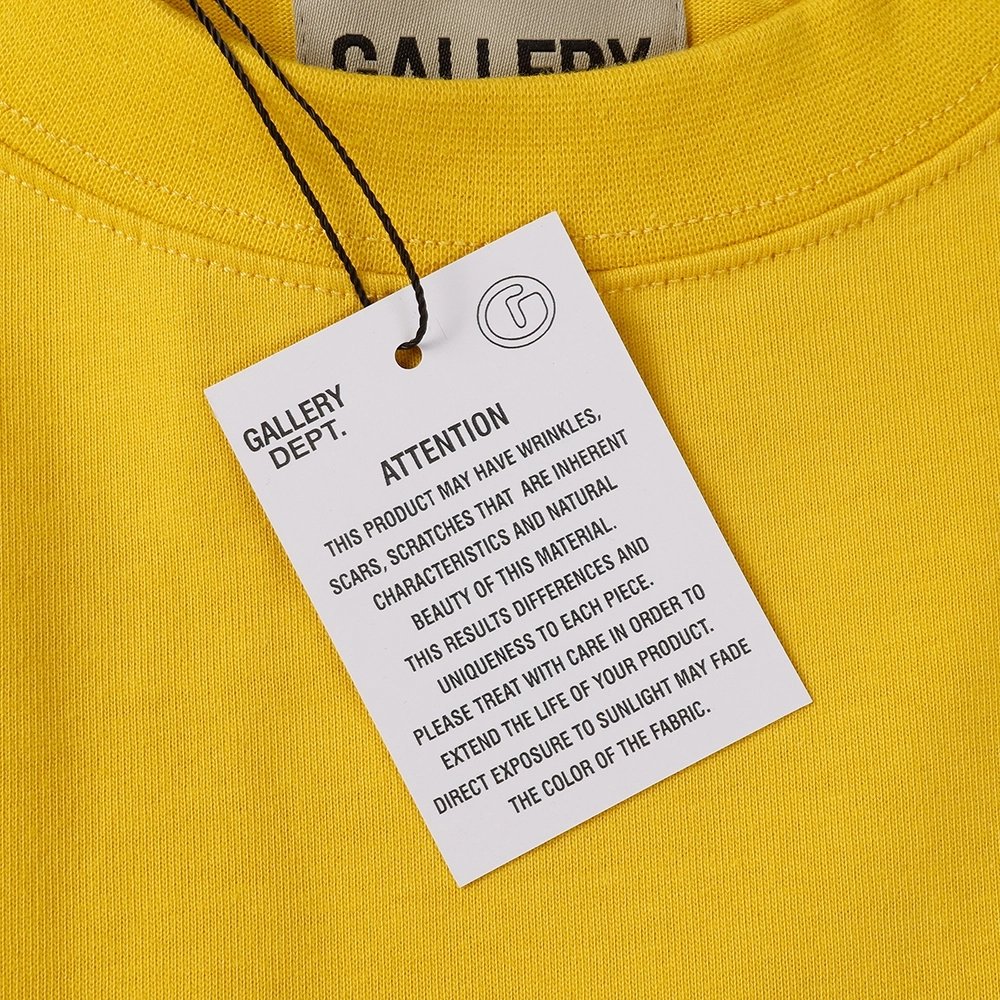 GALLERY
GALLERY
DEPT.
ATTENTION
THIS PRODUCT MAY HAVE WRINKLES,
SCARS, SCRATCHES THAT ARE INHERENT
CHARACTERISTICS AND NATURAL
BEAUTY OF THIS MATERIAL.
THIS RESULTS DIFFERENCES AND
UNIQUENESS TO EACH PIECE.
PLEASE TREAT WITH CARE IN ORDER TO
EXTEND THE LIFE OF YOUR PRODUCT.
DIRECT EXPOSURE TO SUNLIGHT MAY FADE
THE COLOR OF THE FABRIC.